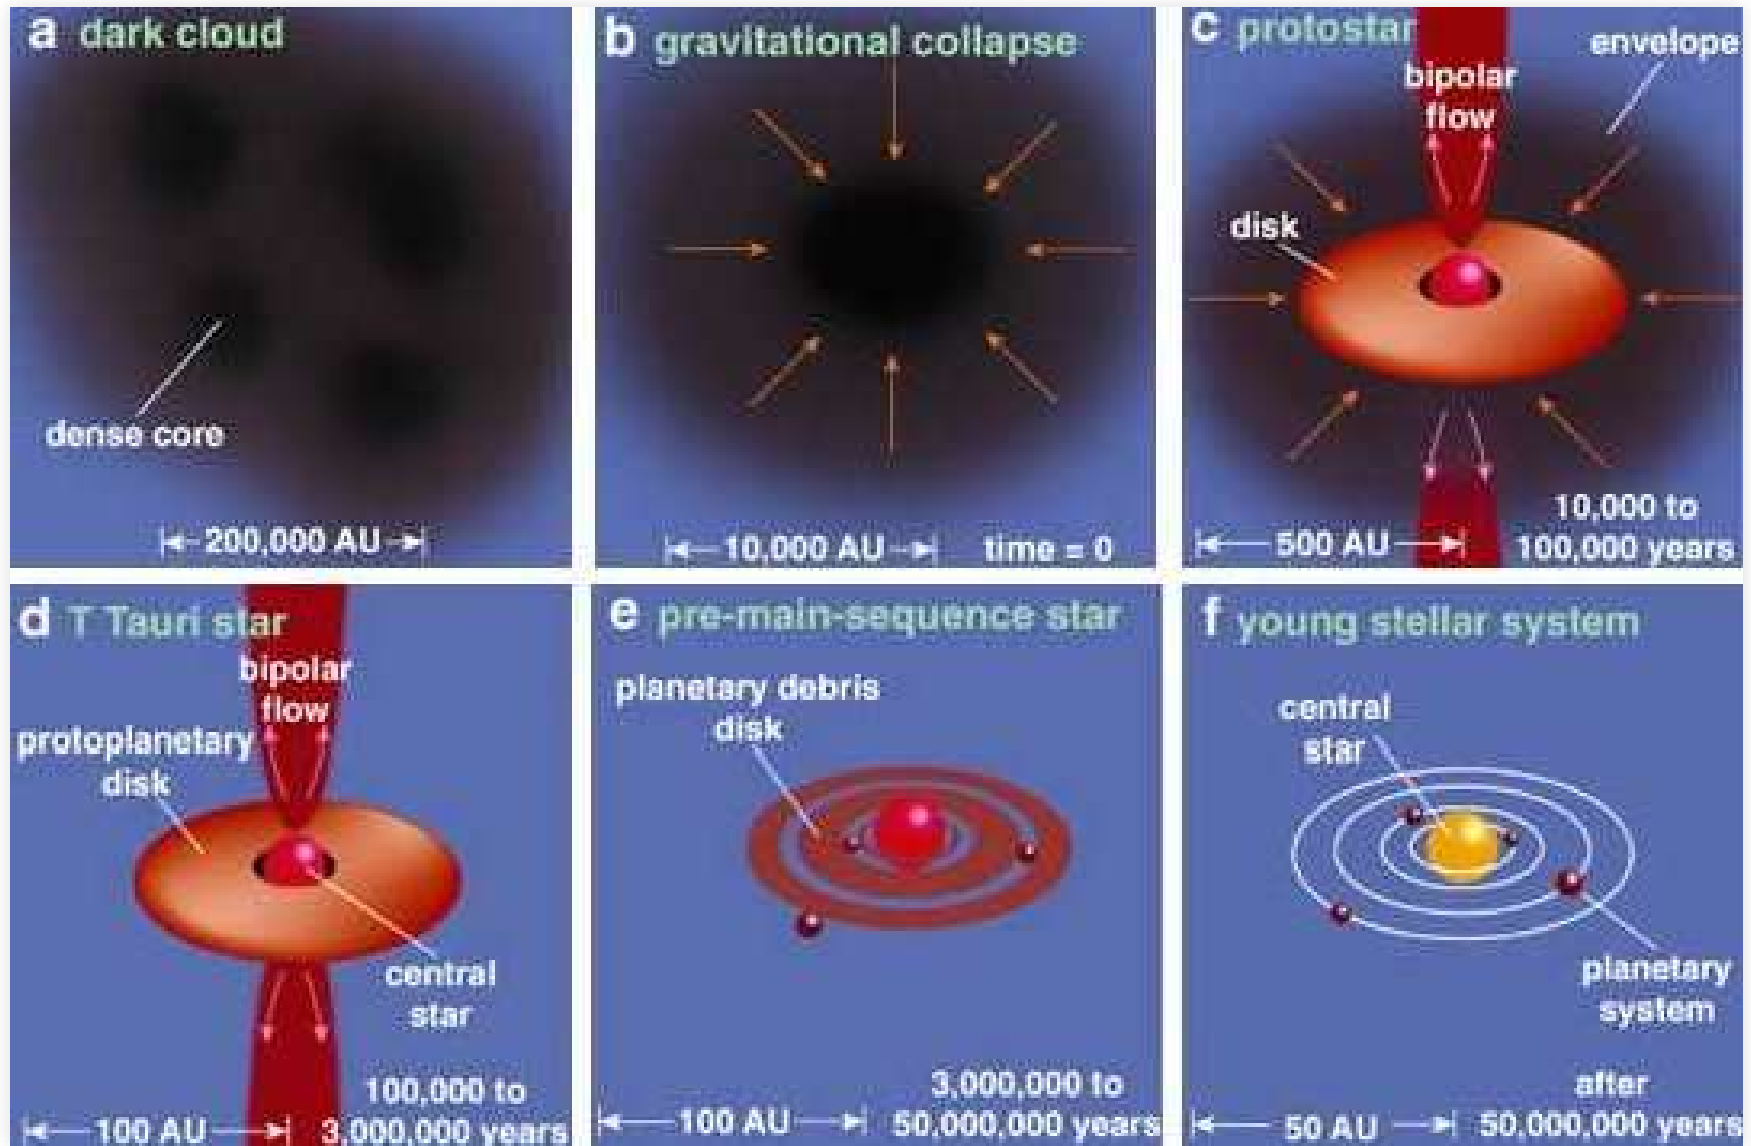 a dark cloud
dense core
200,000 AU
b gravitational collapse
10,000 AU
time = 0
c protostar
envelope
bipolar
flow
disk
500 AU
10,000 to
100,000 years
d T Tauri star
bipolar
flow
protoplanetary
disk
central
star
100 AU
100,000 to
3,000,000 years
e pre-main-sequence star
planetary debris
disk
100 AU
3,000,000 to
50,000,000 years
f young stellar system
central
star
planetary
system
50 AU
after
50,000,000 years